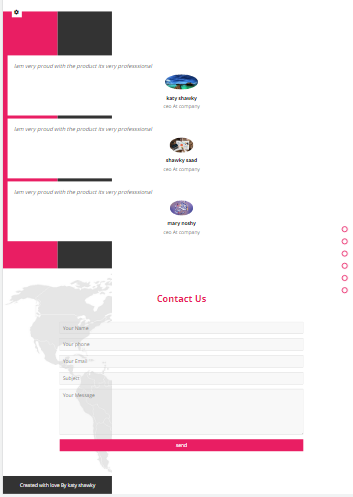 Iam very proud with the product its very professsional
katy shawky
ceo At company
Iam very proud with the product its very professsional
shawky saad
ceo At company
Iam very proud with the product its very professsional
mary noshy
ceo At company
Contact Us
Your Name
Your phone
Your Email
Subject
Your Message
send
Created with love By katy shawky